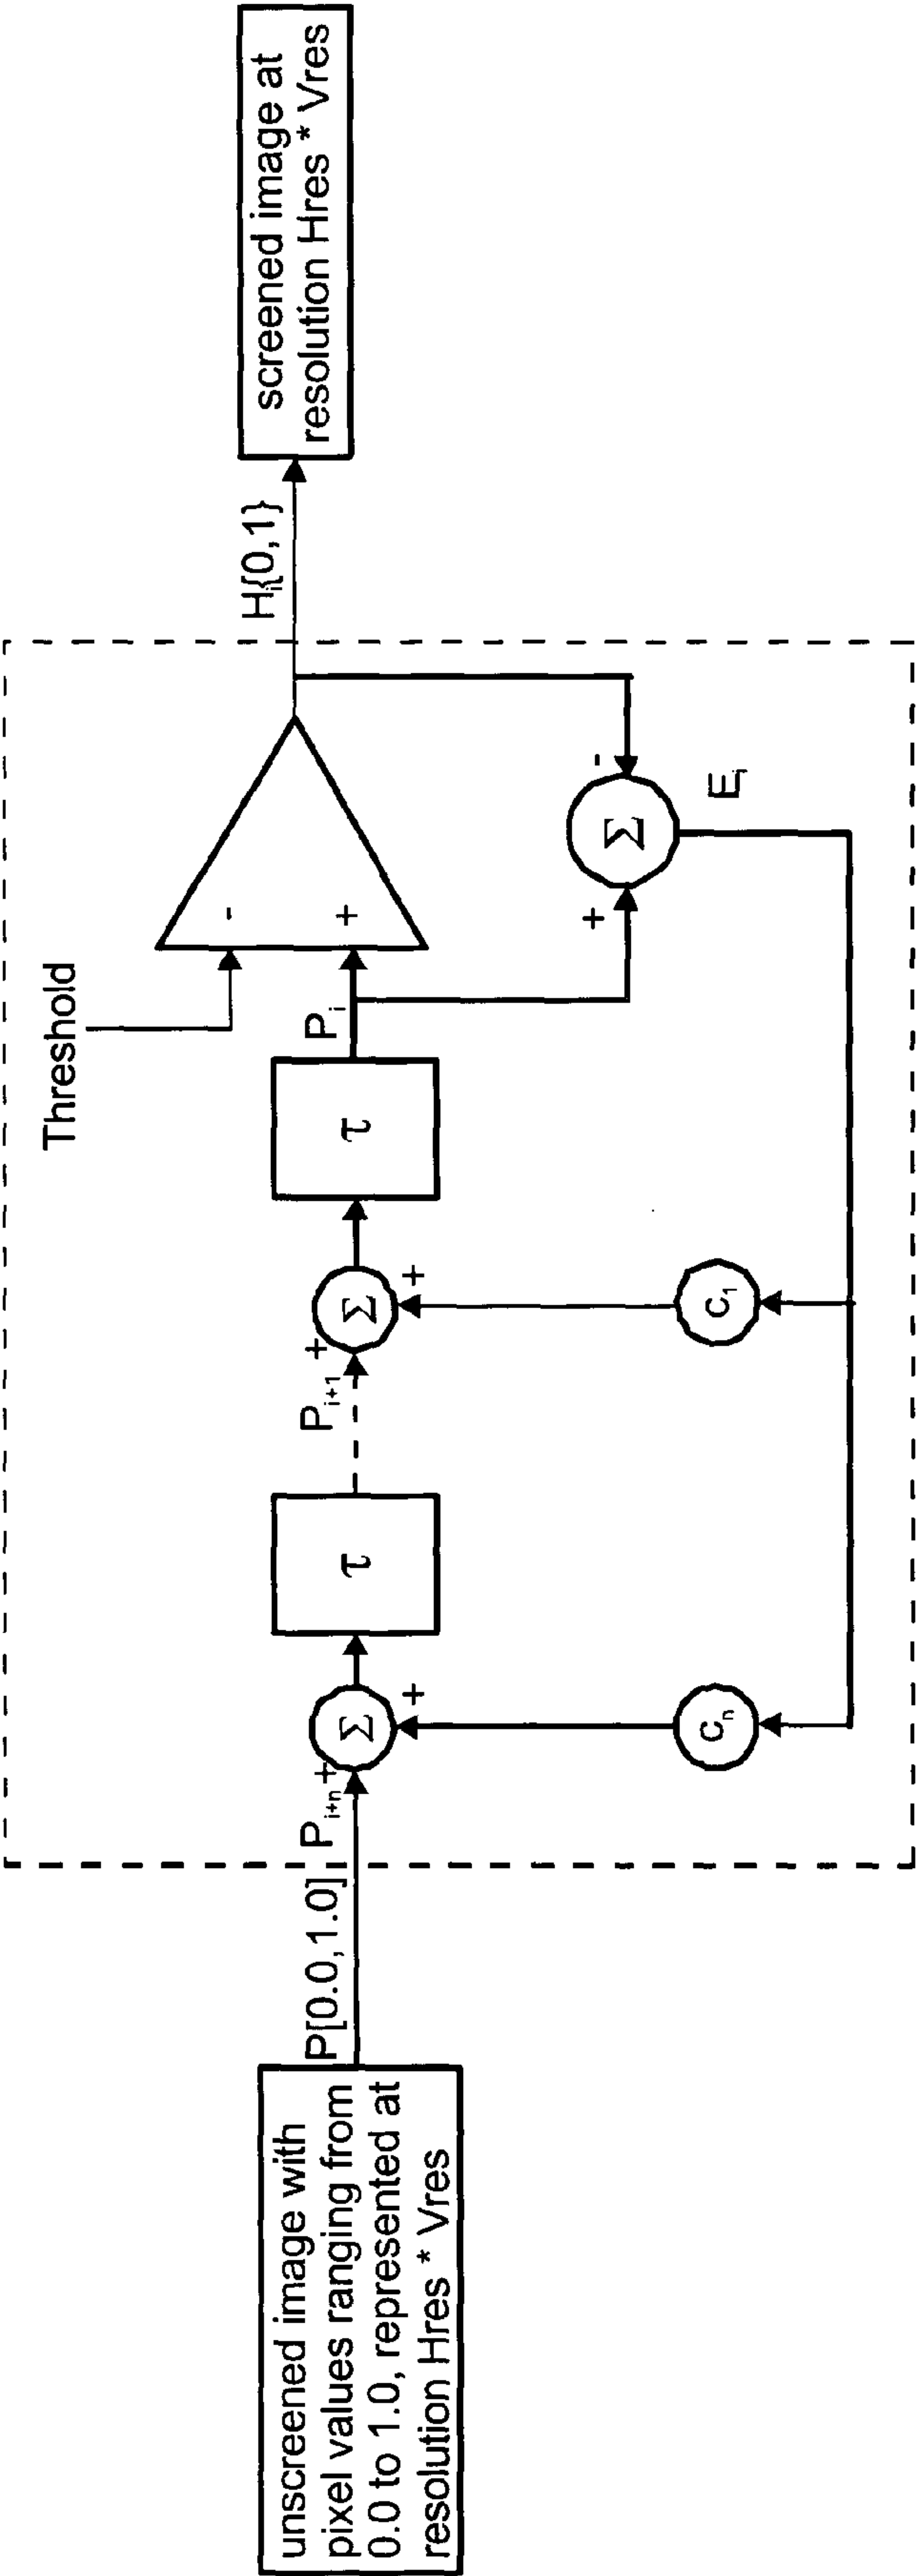 unscreened image with
pixel values ranging from
0.0 to 1.0, represented at
resolution Hres * Vres
P[0.0,1.0]
P_{i+n}
+
Σ
+
c_n
τ
P_{i+1}
+
Σ
+
c_1
τ
P_i
Threshold
-
+
+
Σ
-
E_i
H_i{0,1}
screened image at
resolution Hres * Vres